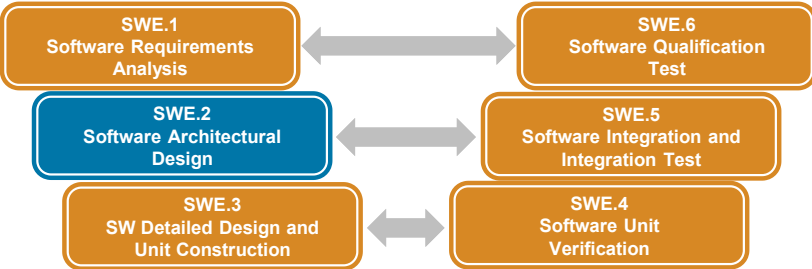 SWE.1
Software Requirements
Analysis
SWE.6
Software Qualification
Test
SWE.2
Software Architectural
Design
SWE.5
Software Integration and
Integration Test
SWE.3
SW Detailed Design and
Unit Construction
SWE.4
Software Unit
Verification